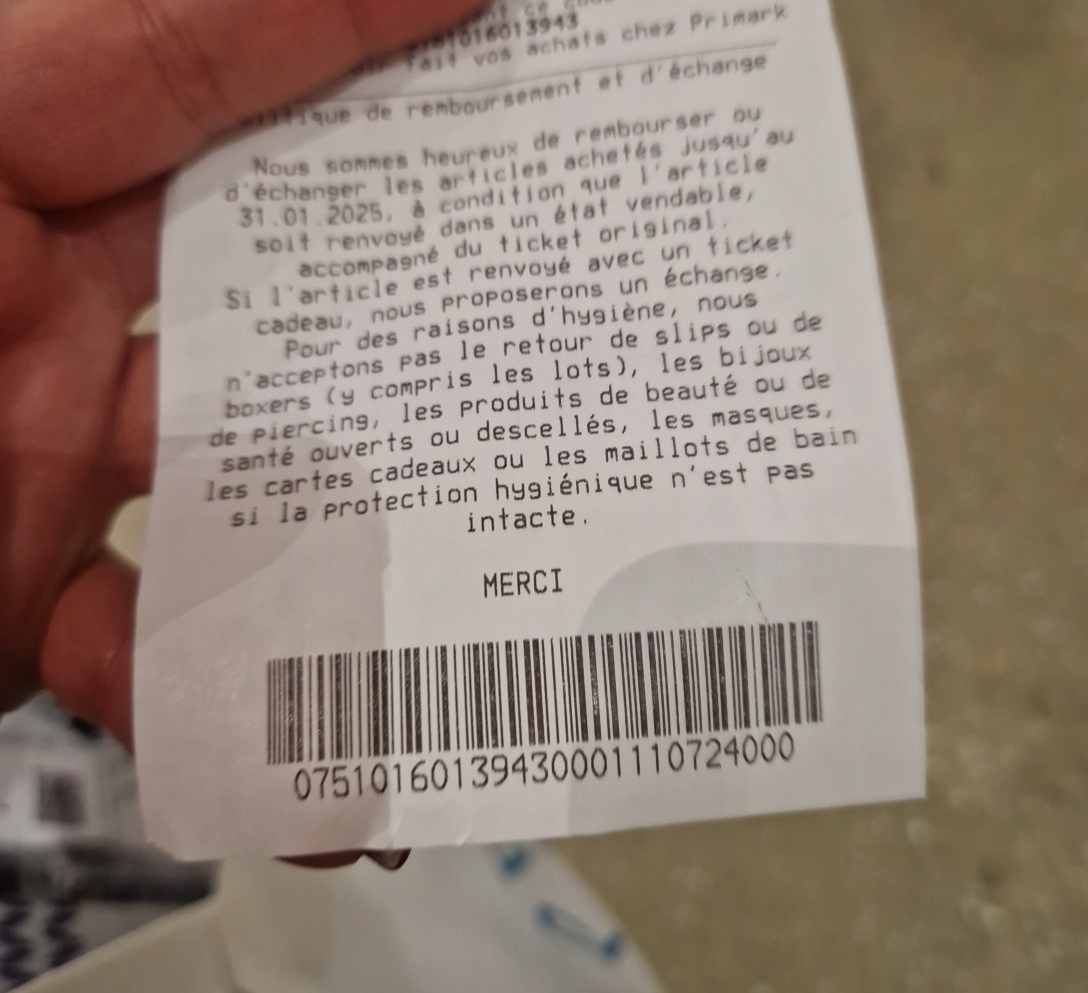 1016013943
fait vos achats chez Primark
de remboursement et d'échange
Nous sommes heureux de rembourser ou
d'échanger les articles achetés jusqu'au
31.01.2025, à condition que l'article
soit renvoyé dans un état vendable,
accompagné du ticket original.
Si l'article est renvoyé avec un ticket
cadeau, nous proposerons un échange.
Pour des raisons d'hygiène, nous
n'acceptons pas le retour de slips ou de
boxers (y compris les lots), les bijoux
de piercing, les produits de beauté ou de
santé ouverts ou descellés, les masques,
les cartes cadeaux ou les maillots de bain
si la protection hygiénique n'est pas
intacte.
MERCI
07510160139430001110724000